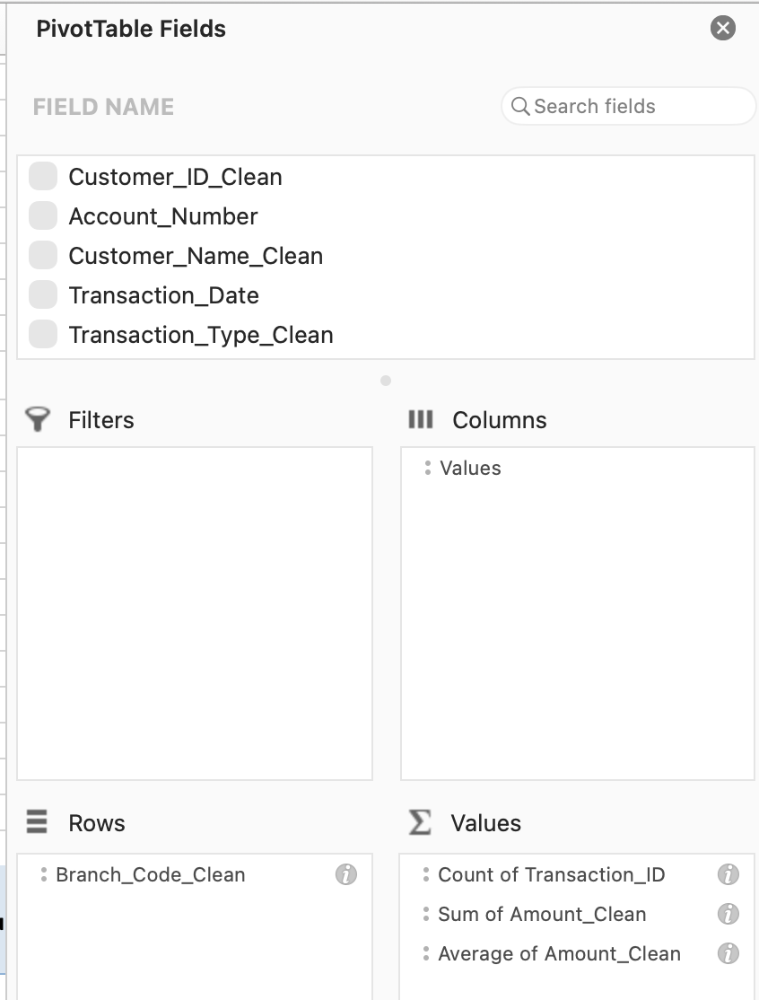 PivotTable Fields
FIELD NAME
Search fields
Customer_ID_Clean
Account_Number
Customer_Name_Clean
Transaction_Date
Transaction_Type_Clean
Filters
Columns
Values
Rows
Values
Branch_Code_Clean
Count of Transaction_ID
Sum of Amount_Clean
Average of Amount_Clean